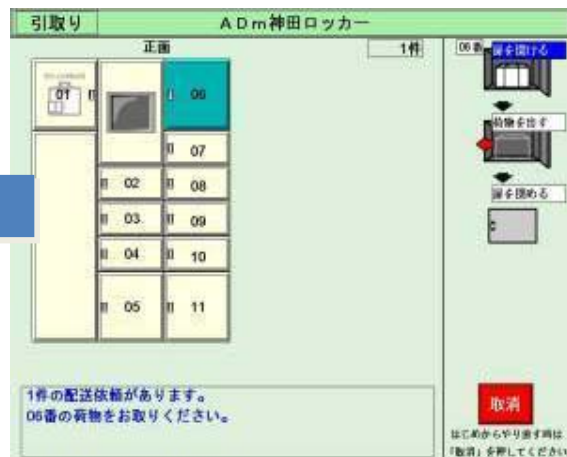 引取り
ADm神田ロッカー
正面
1件
01
06
07
02
08
03
09
04
10
05
11
06番
扉を開ける
荷物を出す
扉を閉める
1件の配送依頼があります。
06番の荷物をお取りください。
取消
はじめからやり直す時は
「取消」を押してください